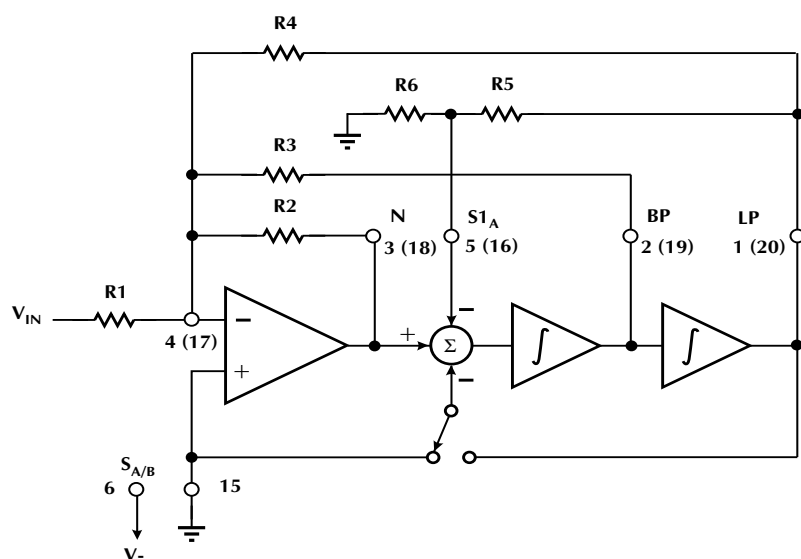 R4
R6
R5
R3
R2
N
S1A
BP
LP
3 (18)
5 (16)
2 (19)
1 (20)
R1
VIN
−
−
4 (17)
+
Σ
∫
∫
+
−
SA/B
6
15
V-